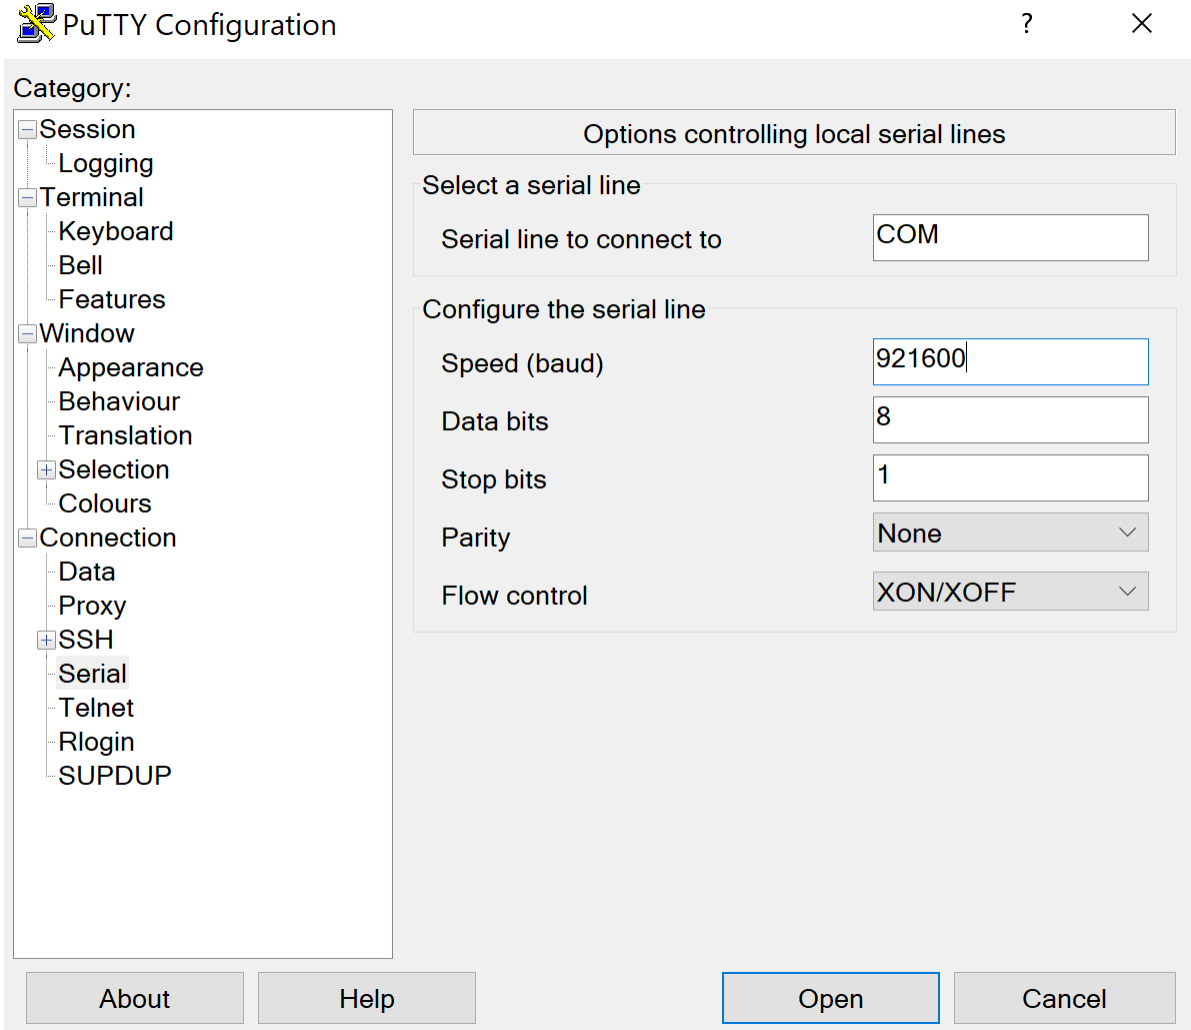 PuTTY Configuration
?
Category:
Session
Logging
Terminal
Keyboard
Bell
Features
Window
Appearance
Behaviour
Translation
Selection
Colours
Connection
Data
Proxy
SSH
Serial
Telnet
Rlogin
SUPDUP
Options controlling local serial lines
Select a serial line
Serial line to connect to COM
Configure the serial line
Speed (baud) 921600
Data bits 8
Stop bits 1
Parity None
Flow control XON/XOFF
About Help Open Cancel